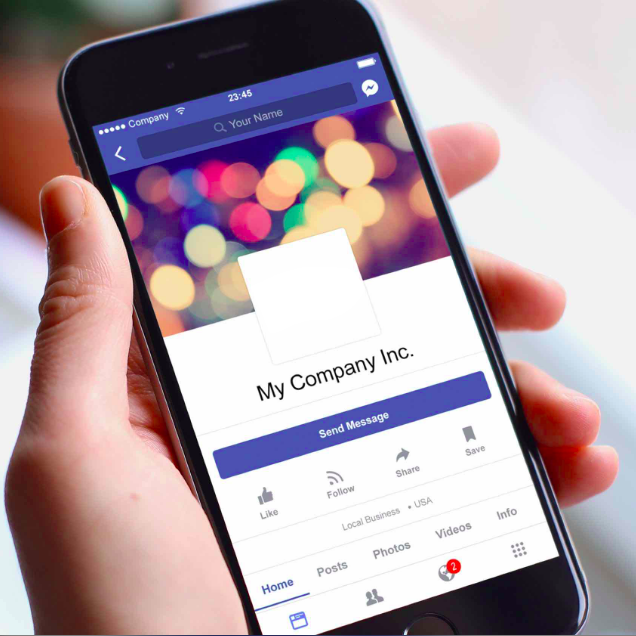 Company 23:45
Your Name
My Company Inc.
Send Message
Like Follow Share Save
Local Business • USA
Home Posts Photos Videos Info
2